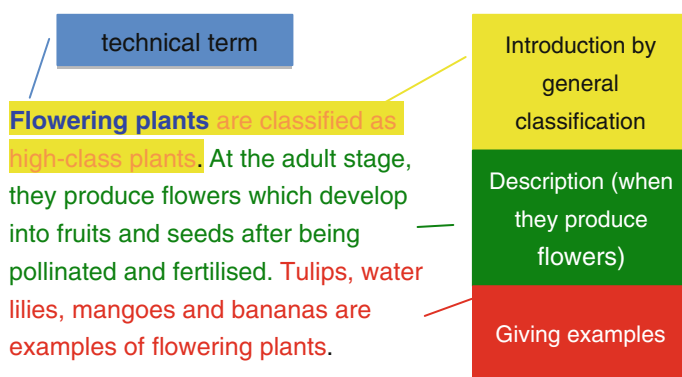 technical term
Flowering plants are classified as
high-class plants. At the adult stage,
they produce flowers which develop
into fruits and seeds after being
pollinated and fertilised. Tulips, water
lilies, mangoes and bananas are
examples of flowering plants.
Introduction by
general
classification
Description (when
they produce
flowers)
Giving examples